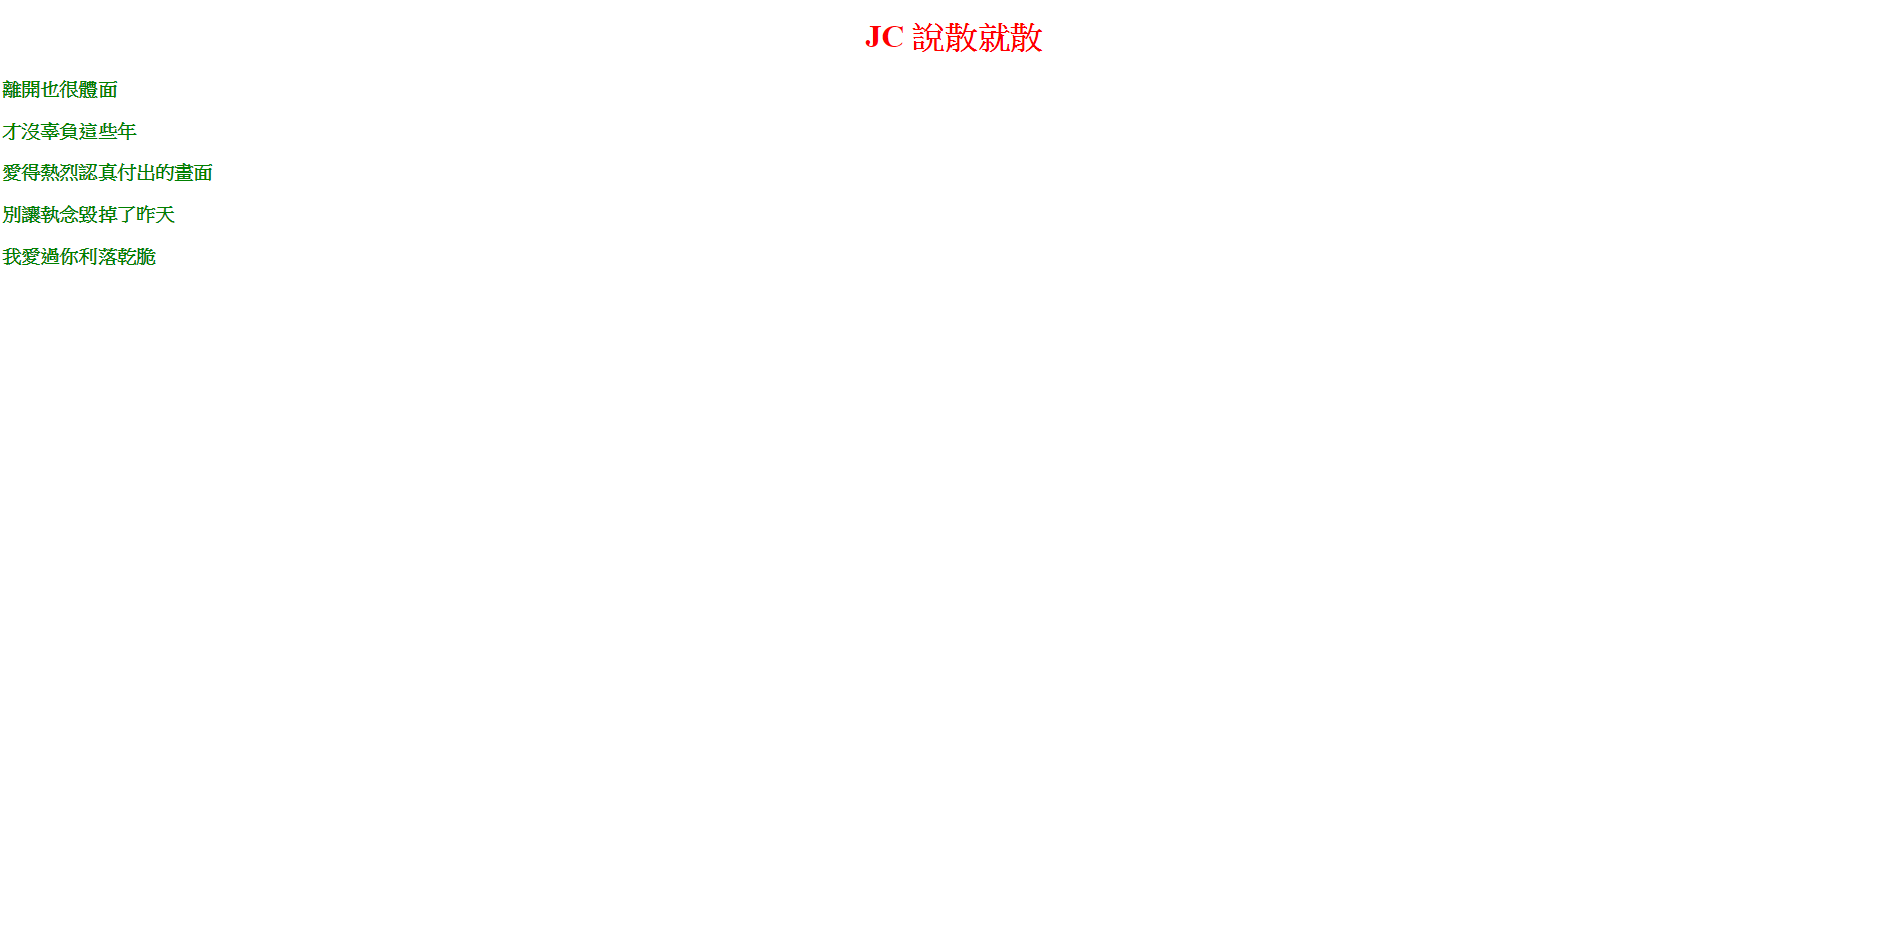 JC 說散就散
離開也很體面
才沒辜負這些年
愛得熱烈認真付出的畫面
別讓執念毀掉了昨天
我愛過你利落乾脆